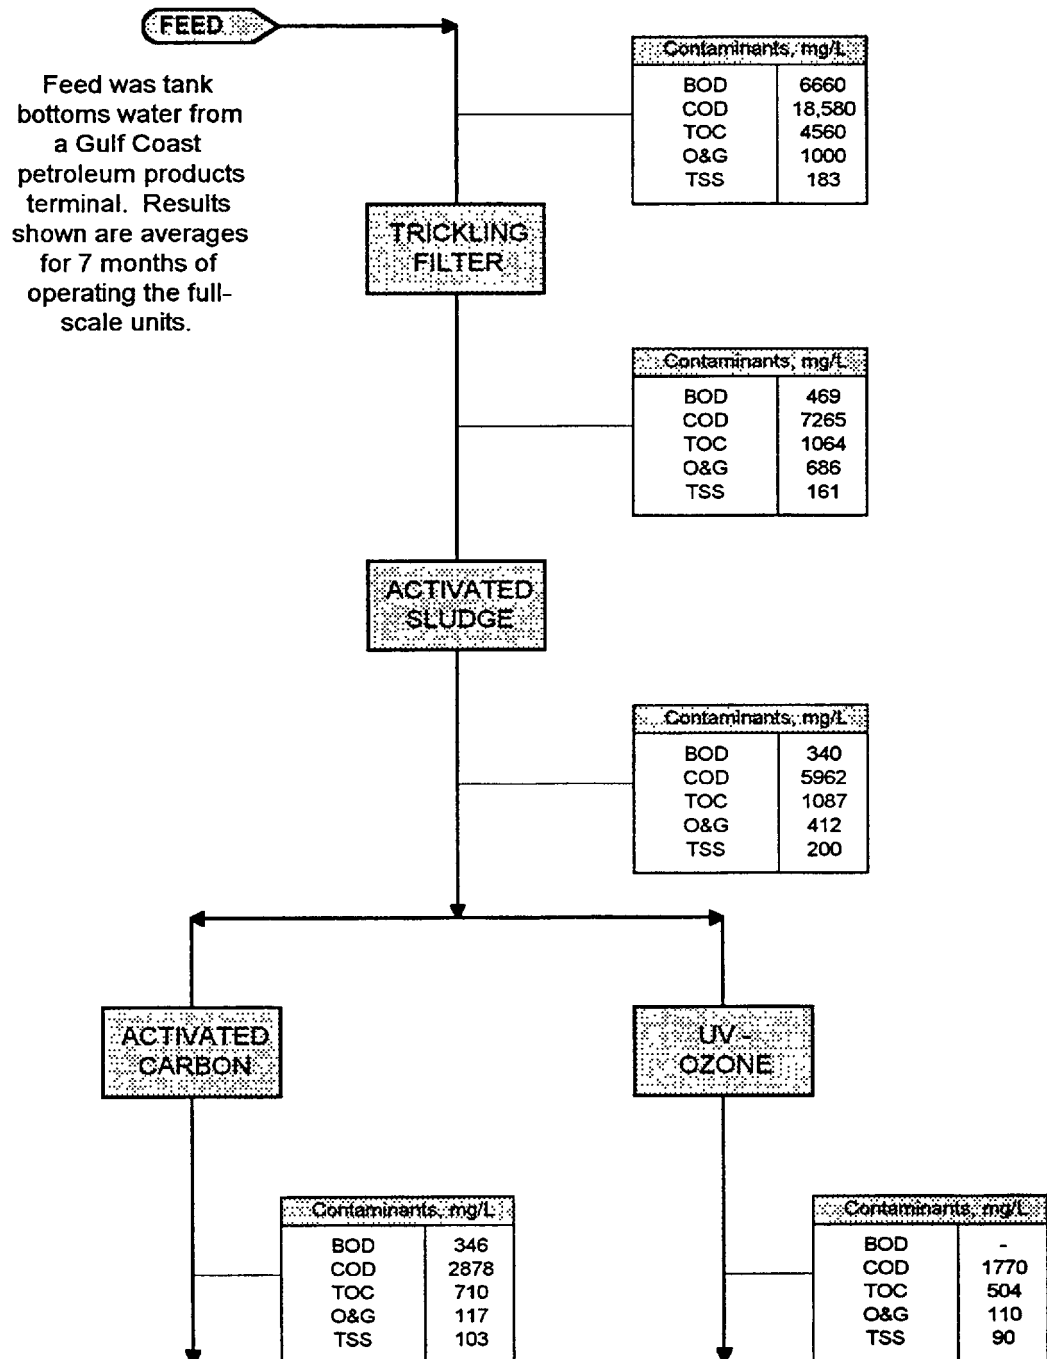 FEED
Feed was tank
bottoms water from
a Gulf Coast
petroleum products
terminal. Results
shown are averages
for 7 months of
operating the full-
scale units.
Contaminants, mg/L
BOD 6660
COD 18,580
TOC 4560
O&G 1000
TSS 183
TRICKLING
FILTER
Contaminants, mg/L
BOD 469
COD 7265
TOC 1064
O&G 686
TSS 161
ACTIVATED
SLUDGE
Contaminants, mg/L
BOD 340
COD 5962
TOC 1087
O&G 412
TSS 200
ACTIVATED
CARBON
UV -
OZONE
Contaminants, mg/L
BOD 346
COD 2878
TOC 710
O&G 117
TSS 103
Contaminants, mg/L
BOD -
COD 1770
TOC 504
O&G 110
TSS 90